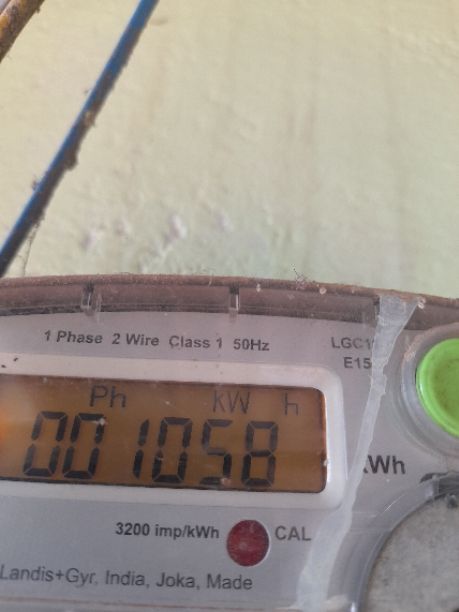 1 Phase 2 Wire Class 1 50Hz
LGC1
E15
Ph kW h
001058
kWh
3200 imp/kWh
CAL
Landis+Gyr, India, Joka, Made